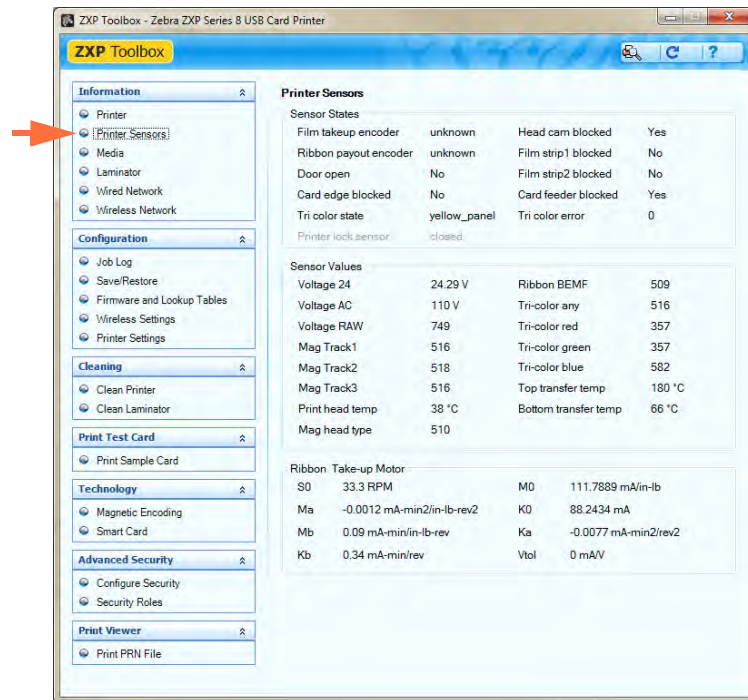 ZXP Toolbox - Zebra ZXP Series 8 USB Card Printer
ZXP Toolbox
?
Information
Printer
Printer Sensors
Media
Laminator
Wired Network
Wireless Network
Configuration
Job Log
Save/Restore
Firmware and Lookup Tables
Wireless Settings
Printer Settings
Cleaning
Clean Printer
Clean Laminator
Print Test Card
Print Sample Card
Technology
Magnetic Encoding
Smart Card
Advanced Security
Configure Security
Security Roles
Print Viewer
Print PRN File
Printer Sensors
Sensor States
Film takeup encoder unknown Head cam blocked Yes
Ribbon payout encoder unknown Film strip1 blocked No
Door open No Film strip2 blocked No
Card edge blocked No Card feeder blocked Yes
Tri color state yellow_panel Tri color error 0
Printer lock sensor closed
Sensor Values
Voltage 24 24.29 V Ribbon BEMF 509
Voltage AC 110 V Tri-color any 516
Voltage RAW 749 Tri-color red 357
Mag Track1 516 Tri-color green 357
Mag Track2 518 Tri-color blue 582
Mag Track3 516 Top transfer temp 180 °C
Print head temp 38 °C Bottom transfer temp 66 °C
Mag head type 510
Ribbon Take-up Motor
S0 33.3 RPM M0 111.7889 mA/in-lb
Ma -0.0012 mA-min2/in-lb-rev2 K0 88.2434 mA
Mb 0.09 mA-min/in-lb-rev Ka -0.0077 mA-min2/rev2
Kb 0.34 mA-min/rev Vtol 0 mA/V